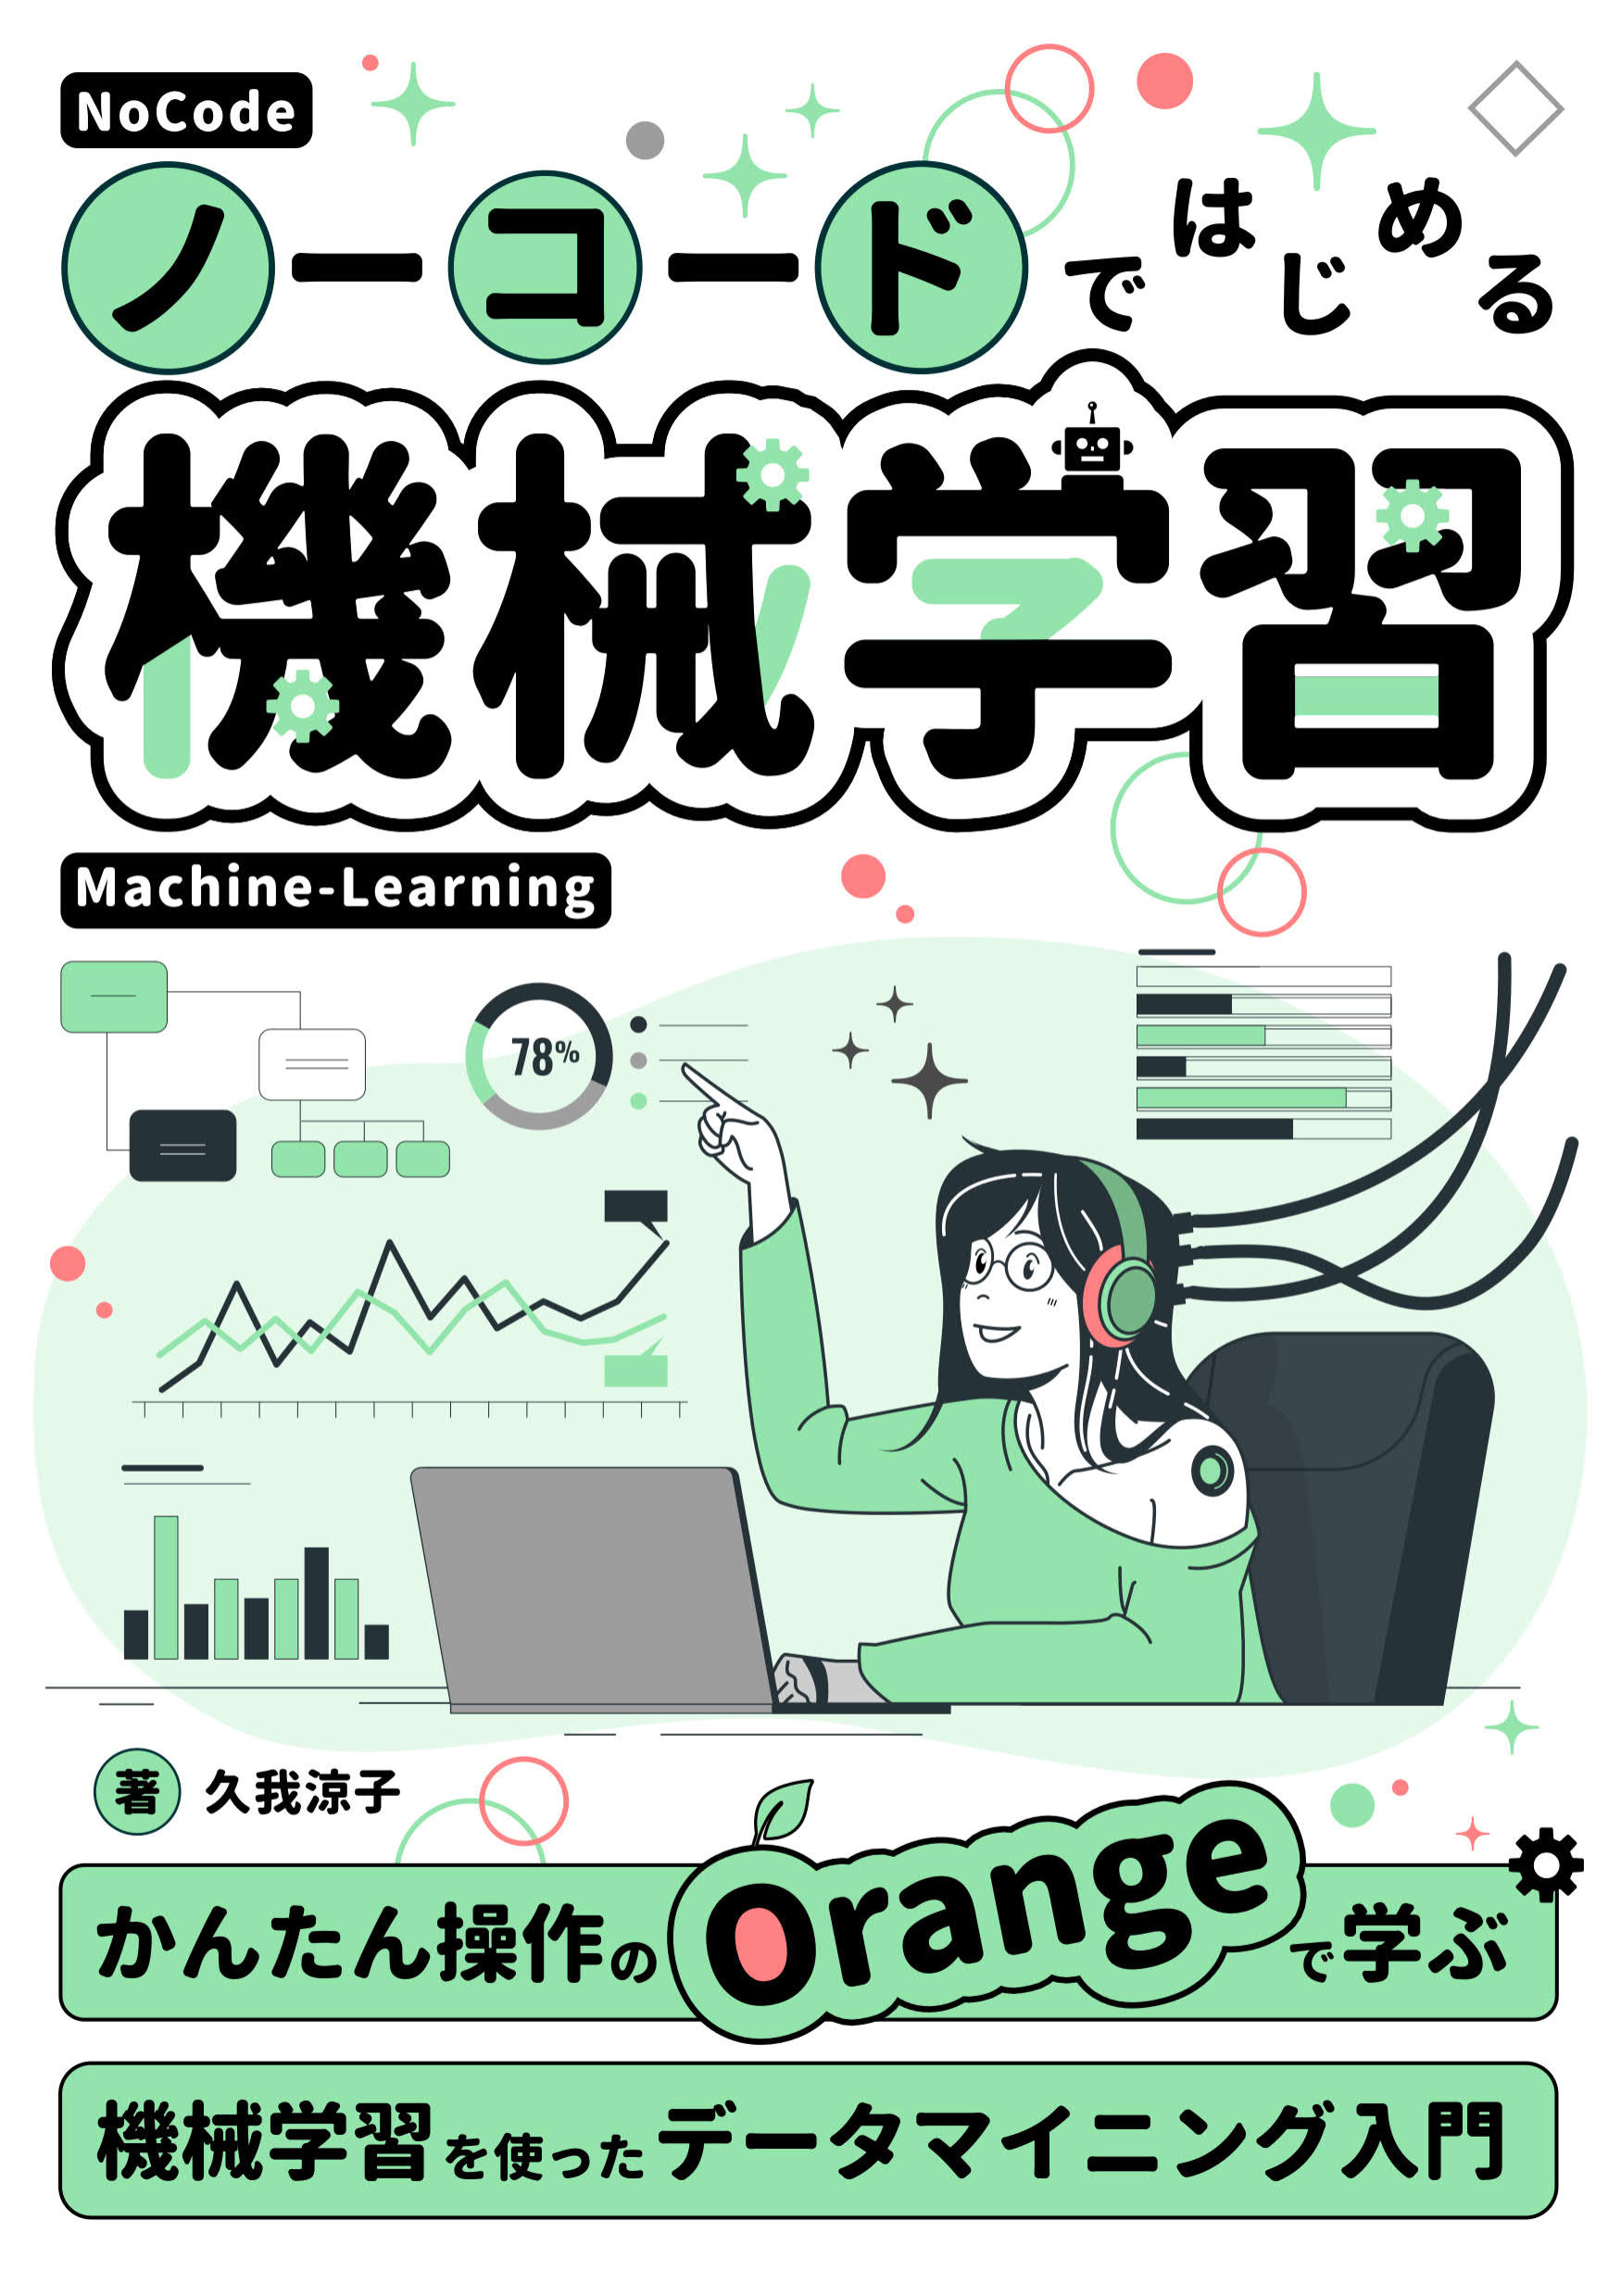 NoCode
ノーコードではじめる
機械学習
Machine-Learning
78%
著 久我涼子
かんたん操作のOrangeで学ぶ
機械学習を使ったデータマイニング入門